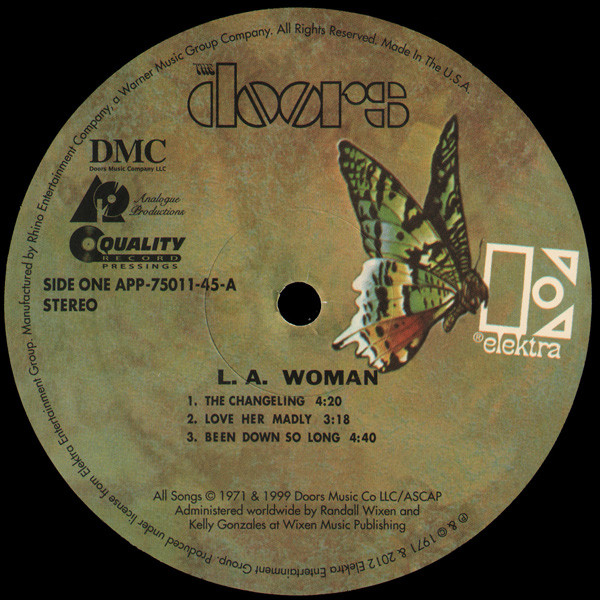 THE
doors
DMC
Doors Music Company LLC
Analogue
Productions
QUALITY
RECORD
PRESSINGS
SIDE ONE APP-75011-45-A
STEREO
® elektra
L. A. WOMAN
1. THE CHANGELING 4:20
2. LOVE HER MADLY 3:18
3. BEEN DOWN SO LONG 4:40
All Songs © 1971 & 1999 Doors Music Co LLC/ASCAP
Administered worldwide by Randall Wixen and
Kelly Gonzales at Wixen Music Publishing
℗ & © 1971 & 2012 Elektra Entertainment Group. Produced under license from Elektra Entertainment Group. Manufactured by Rhino Entertainment Company, a Warner Music Group Company. All Rights Reserved. Made In The U.S.A.